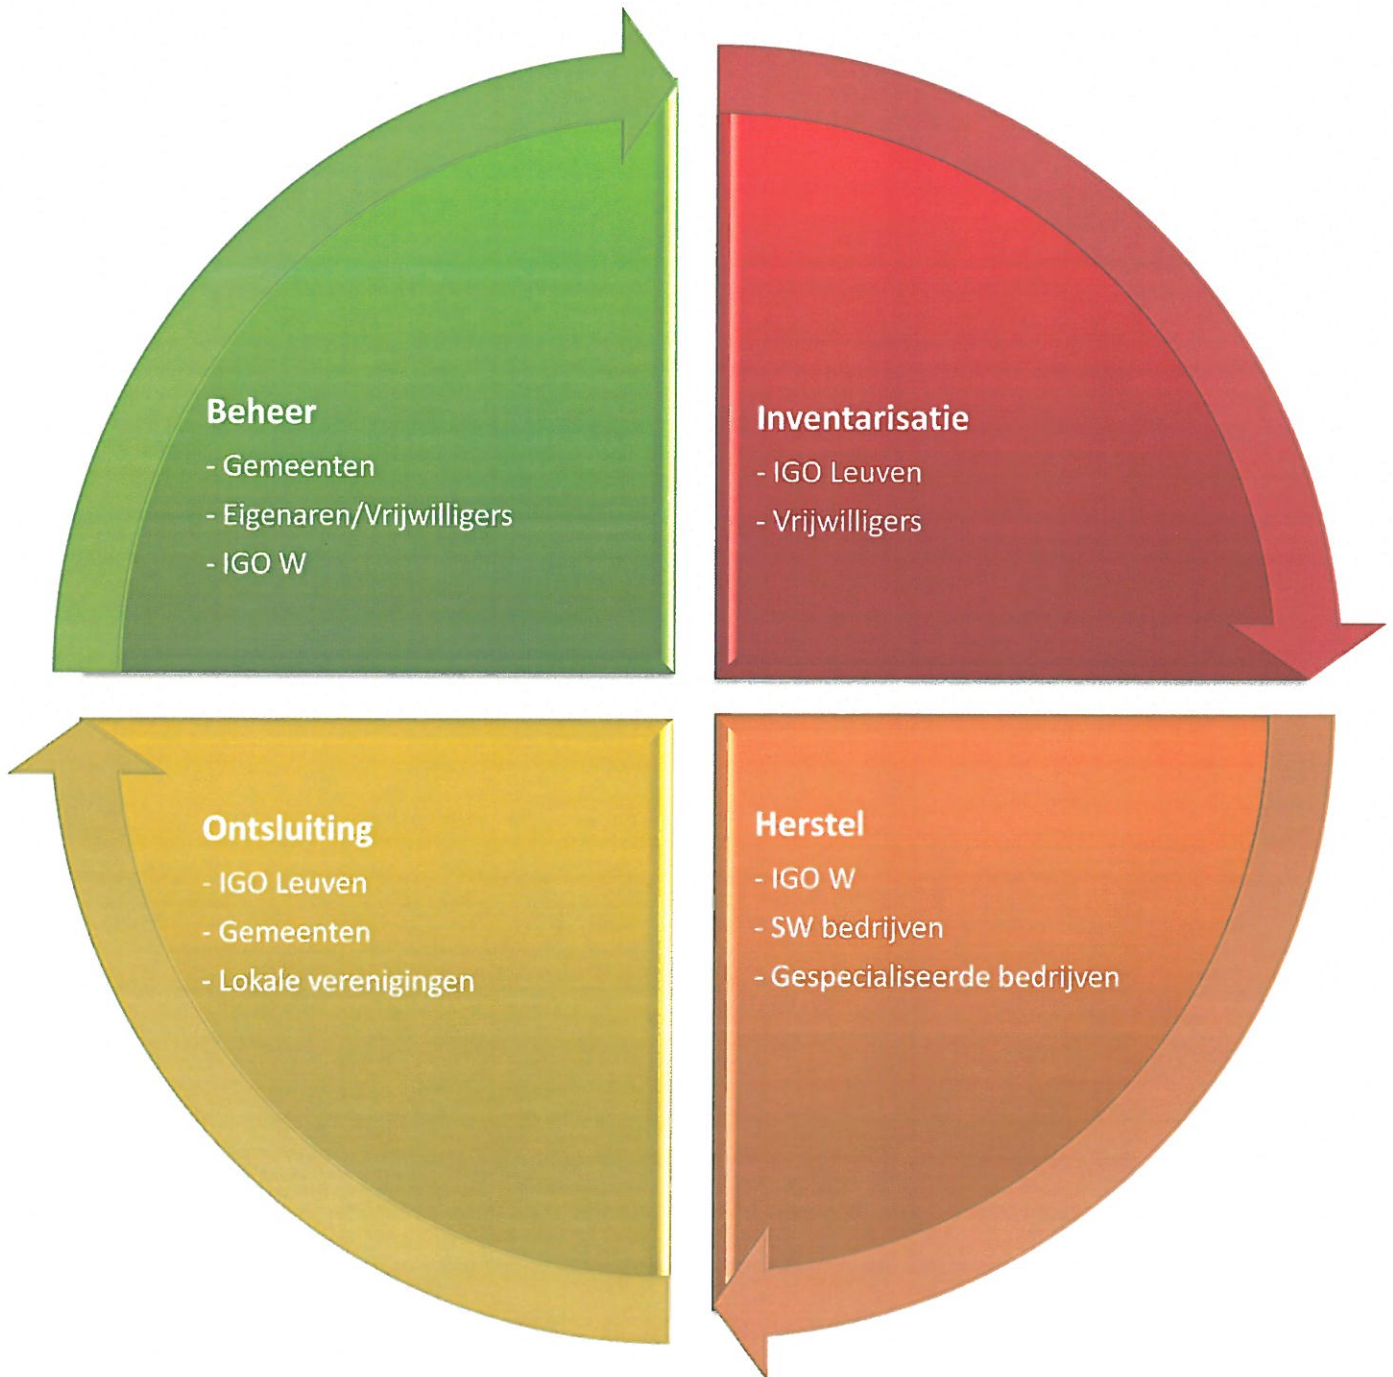 Beheer
- Gemeenten
- Eigenaren/Vrijwilligers
- IGO W
Inventarisatie
- IGO Leuven
- Vrijwilligers
Ontsluiting
- IGO Leuven
- Gemeenten
- Lokale verenigingen
Herstel
- IGO W
- SW bedrijven
- Gespecialiseerde bedrijven